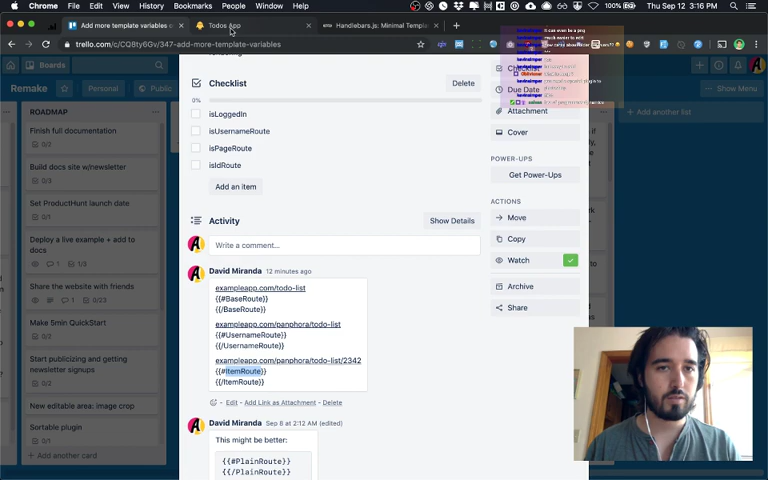 Chrome File Edit View History Bookmarks People Window Help
100% Thu Sep 12 3:16 PM
Add more template variables
Todos App
Handlebars.js: Minimal Templ
trello.com/c/CQ8ty6Gv/347-add-more-template-variables
Boards
Remake
Personal
Public
Show Menu
ROADMAP
Finish full documentation
0/2
Build docs site w/newsletter
0/3
Set ProductHunt launch date
0/1
Deploy a live example + add to
docs
1 1/3
Share the website with friends
1 0/23
Make 5min QuickStart
Start publicizing and getting
newsletter signups
New editable area: image crop
Sortable plugin
+ Add another card
Checklist
Delete
0%
isLoggedIn
isUsernameRoute
isPageRoute
isIdRoute
Add an item
Activity
Show Details
Write a comment...
David Miranda 12 minutes ago
exampleapp.com/todo-list
{{#BaseRoute}}
{{/BaseRoute}}
exampleapp.com/panphora/todo-list
{{#UsernameRoute}}
{{/UsernameRoute}}
exampleapp.com/panphora/todo-list/2342
{{#ItemRoute}}
{{/ItemRoute}}
Edit - Add Link as Attachment - Delete
David Miranda Sep 8 at 2:12 AM (edited)
This might be better:
{{#PlainRoute}}
{{/PlainRoute}}
Checklist
Due Date
Attachment
Cover
POWER-UPS
Get Power-Ups
ACTIONS
Move
Copy
Watch
Archive
Share
+ Add another list